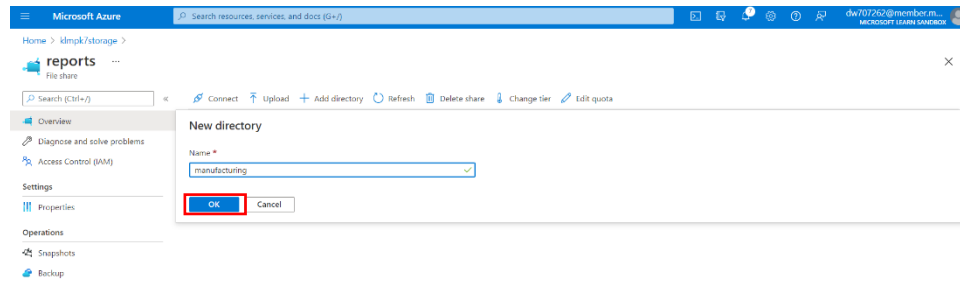 Microsoft Azure
Search resources, services, and docs (G+/)
dw707262@member.m...
MICROSOFT LEARN SANDBOX
Home > klmpk/storage >
reports ...
File share
Search (Ctrl+/)
«
Connect Upload Add directory Refresh Delete share Change tier Edit quota
Overview
Diagnose and solve problems
Access Control (IAM)
Settings
Properties
Operations
Snapshots
Backup
New directory
Name *
manufacturing
OK Cancel